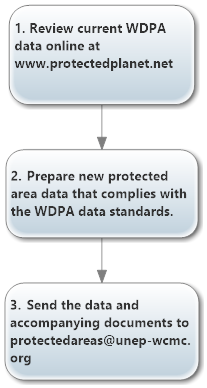 1. Review current WDPA
data online at
www.protectedplanet.net
2. Prepare new protected
area data that complies with
the WDPA data standards.
3. Send the data and
accompanying documents to
protectedareas@unep-wcmc.
org